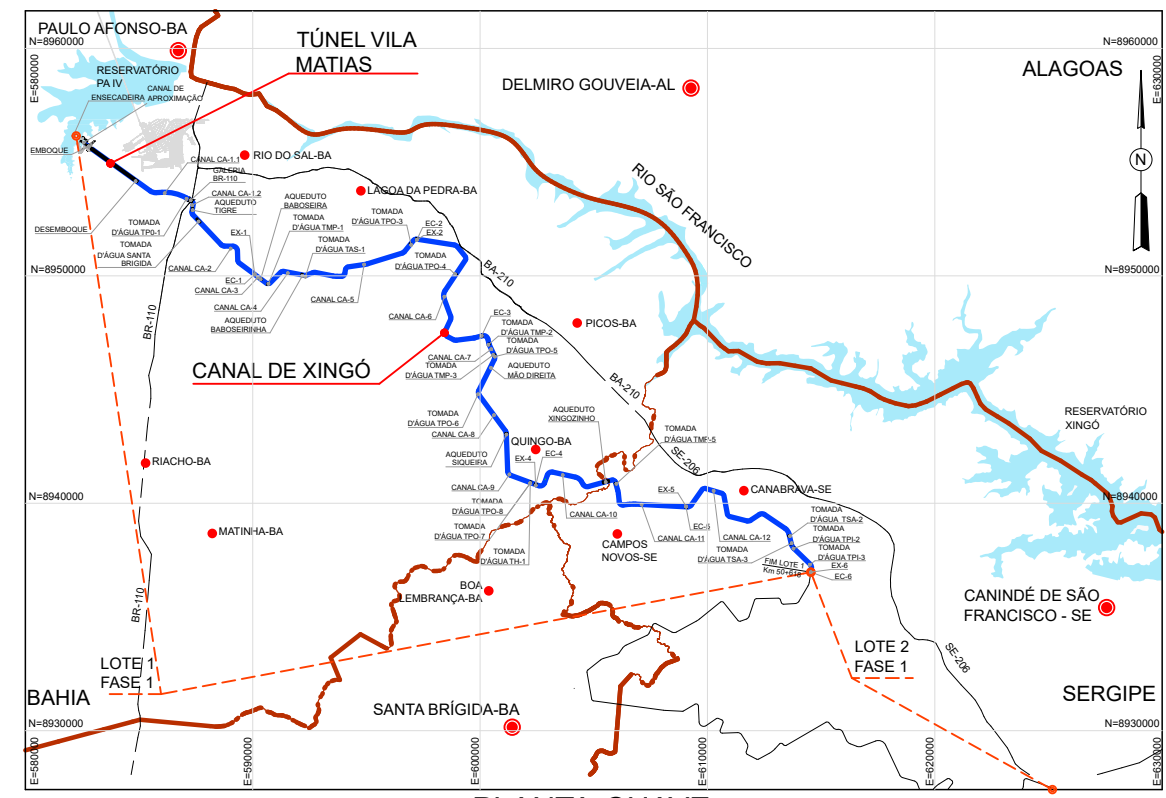 PAULO AFONSO-BA
N=8960000
N=8960000
E=580000
E=630000
TÚNEL VILA
MATIAS
RESERVATÓRIO
PA IV
CANAL DE
APROXIMAÇÃO
ENSECADEIRA
DELMIRO GOUVEIA-AL
ALAGOAS
N
EMBOQUE
RIO DO SAL-BA
CANAL CA-1.1
GALERIA
BR-110
CANAL CA-1.2
AQUEDUTO
TIGRE
LAGOA DA PEDRA-BA
AQUEDUTO
BABOSEIRA
RIO SÃO FRANCISCO
DESEMBOQUE
TOMADA
D'ÁGUA TP0-1
TOMADA
D'ÁGUA SANTA
BRIGIDA
EX-1
TOMADA
D'ÁGUA TMP-1
TOMADA
D'ÁGUA TAS-1
TOMADA
D'ÁGUA TPO-3
EC-2
EX-2
CANAL CA-2
EC-1
CANAL CA-3
CANAL CA-4
AQUEDUTO
BABOSEIRINHA
CANAL CA-5
TOMADA
D'ÁGUA TPO-4
BA-210
N=8950000
N=8950000
CANAL CA-6
BR-110
EC-3
TOMADA
D'ÁGUA TMP-2
TOMADA
D'ÁGUA TPO-5
PICOS-BA
CANAL DE XINGÓ
CANAL CA-7
TOMADA
D'ÁGUA TMP-3
AQUEDUTO
MÃO DIREITA
BA-210
TOMADA
D'ÁGUA TPO-6
CANAL CA-8
AQUEDUTO
XINGOZINHO
TOMADA
D'ÁGUA TMP-5
RESERVATÓRIO
XINGÓ
QUINGO-BA
EX-4
EC-4
AQUEDUTO
SIQUEIRA
SE-206
RIACHO-BA
CANAL CA-9
EX-5
CANABRAVA-SE
N=8940000
N=8940000
TOMADA
D'ÁGUA TPO-8
CANAL CA-10
TOMADA
D'ÁGUA TPO-7
EC-5
CANAL CA-11
CANAL CA-12
TOMADA
D'ÁGUA TSA-2
TOMADA
D'ÁGUA TPI-2
MATINHA-BA
TOMADA
D'ÁGUA TH-1
CAMPOS
NOVOS-SE
TOMADA
D'ÁGUA TSA-3
TOMADA
D'ÁGUA TPI-3
FIM LOTE 1
Km 50+618
EX-6
EC-6
BOA
LEMBRANÇA-BA
BR-110
CANINDÉ DE SÃO
FRANCISCO - SE
LOTE 1
FASE 1
LOTE 2
FASE 1
SE-206
BAHIA
SERGIPE
SANTA BRÍGIDA-BA
N=8930000
N=8930000
E=580000
E=590000
E=600000
E=610000
E=620000
E=630000